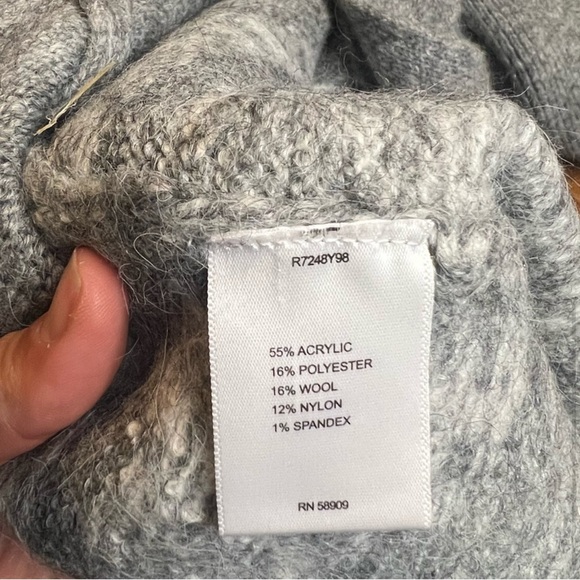 R7248Y98
55% ACRYLIC
16% POLYESTER
16% WOOL
12% NYLON
1% SPANDEX
RN 58909